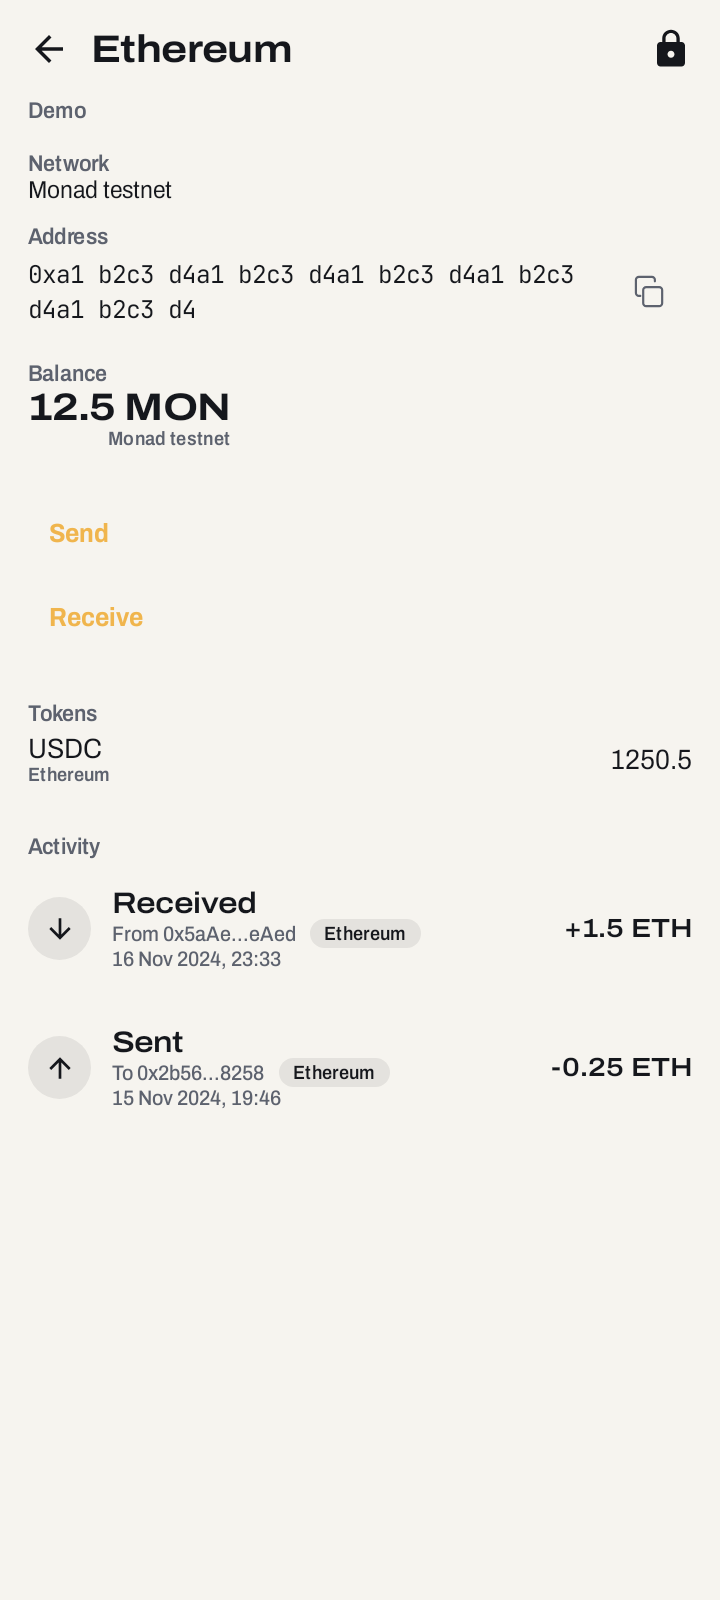 Ethereum
Demo
Network
Monad testnet
Address
0xa1 b2c3 d4a1 b2c3 d4a1 b2c3 d4a1 b2c3
d4a1 b2c3 d4
Balance
12.5 MON
Monad testnet
Send
Receive
Tokens
USDC
1250.5
Ethereum
Activity
Received
From 0x5aAe...eAed Ethereum
+1.5 ETH
16 Nov 2024, 23:33
Sent
To 0x2b56...8258 Ethereum
-0.25 ETH
15 Nov 2024, 19:46